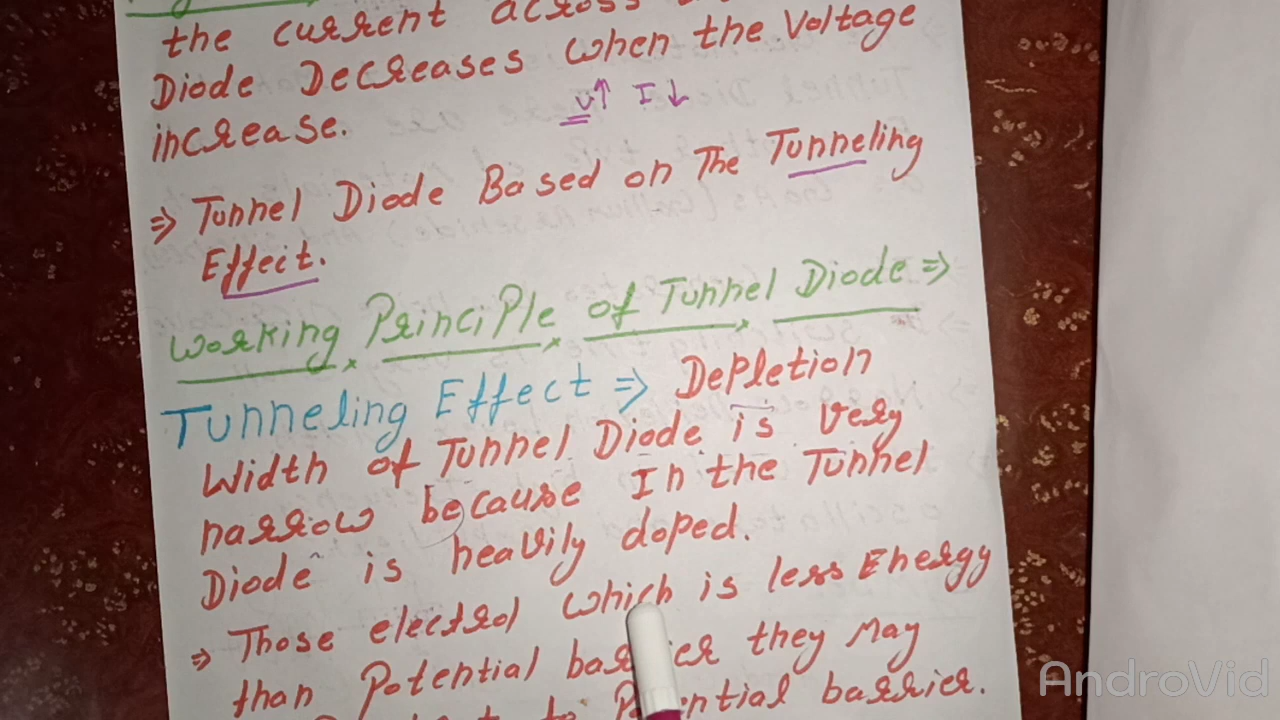 the current across
Diode Decreases when the Voltage
increase.
V↑ I↓
⇒ Tunnel Diode Based on The Tunneling
Effect.
Working Principle of Tunnel Diode ⇒
Tunneling Effect ⇒ Depletion
Width of Tunnel Diode is very
narrow because In the Tunnel
Diode is heavily doped.
⇒ Those electrol which is less Energy
than Potential barrier they May
to Potential barrier.
AndroVid